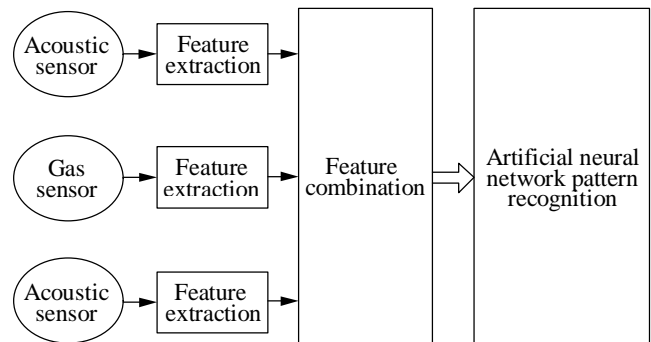 Acoustic
sensor
Feature
extraction
Gas
sensor
Feature
extraction
Acoustic
sensor
Feature
extraction
Feature
combination
Artificial neural
network pattern
recognition